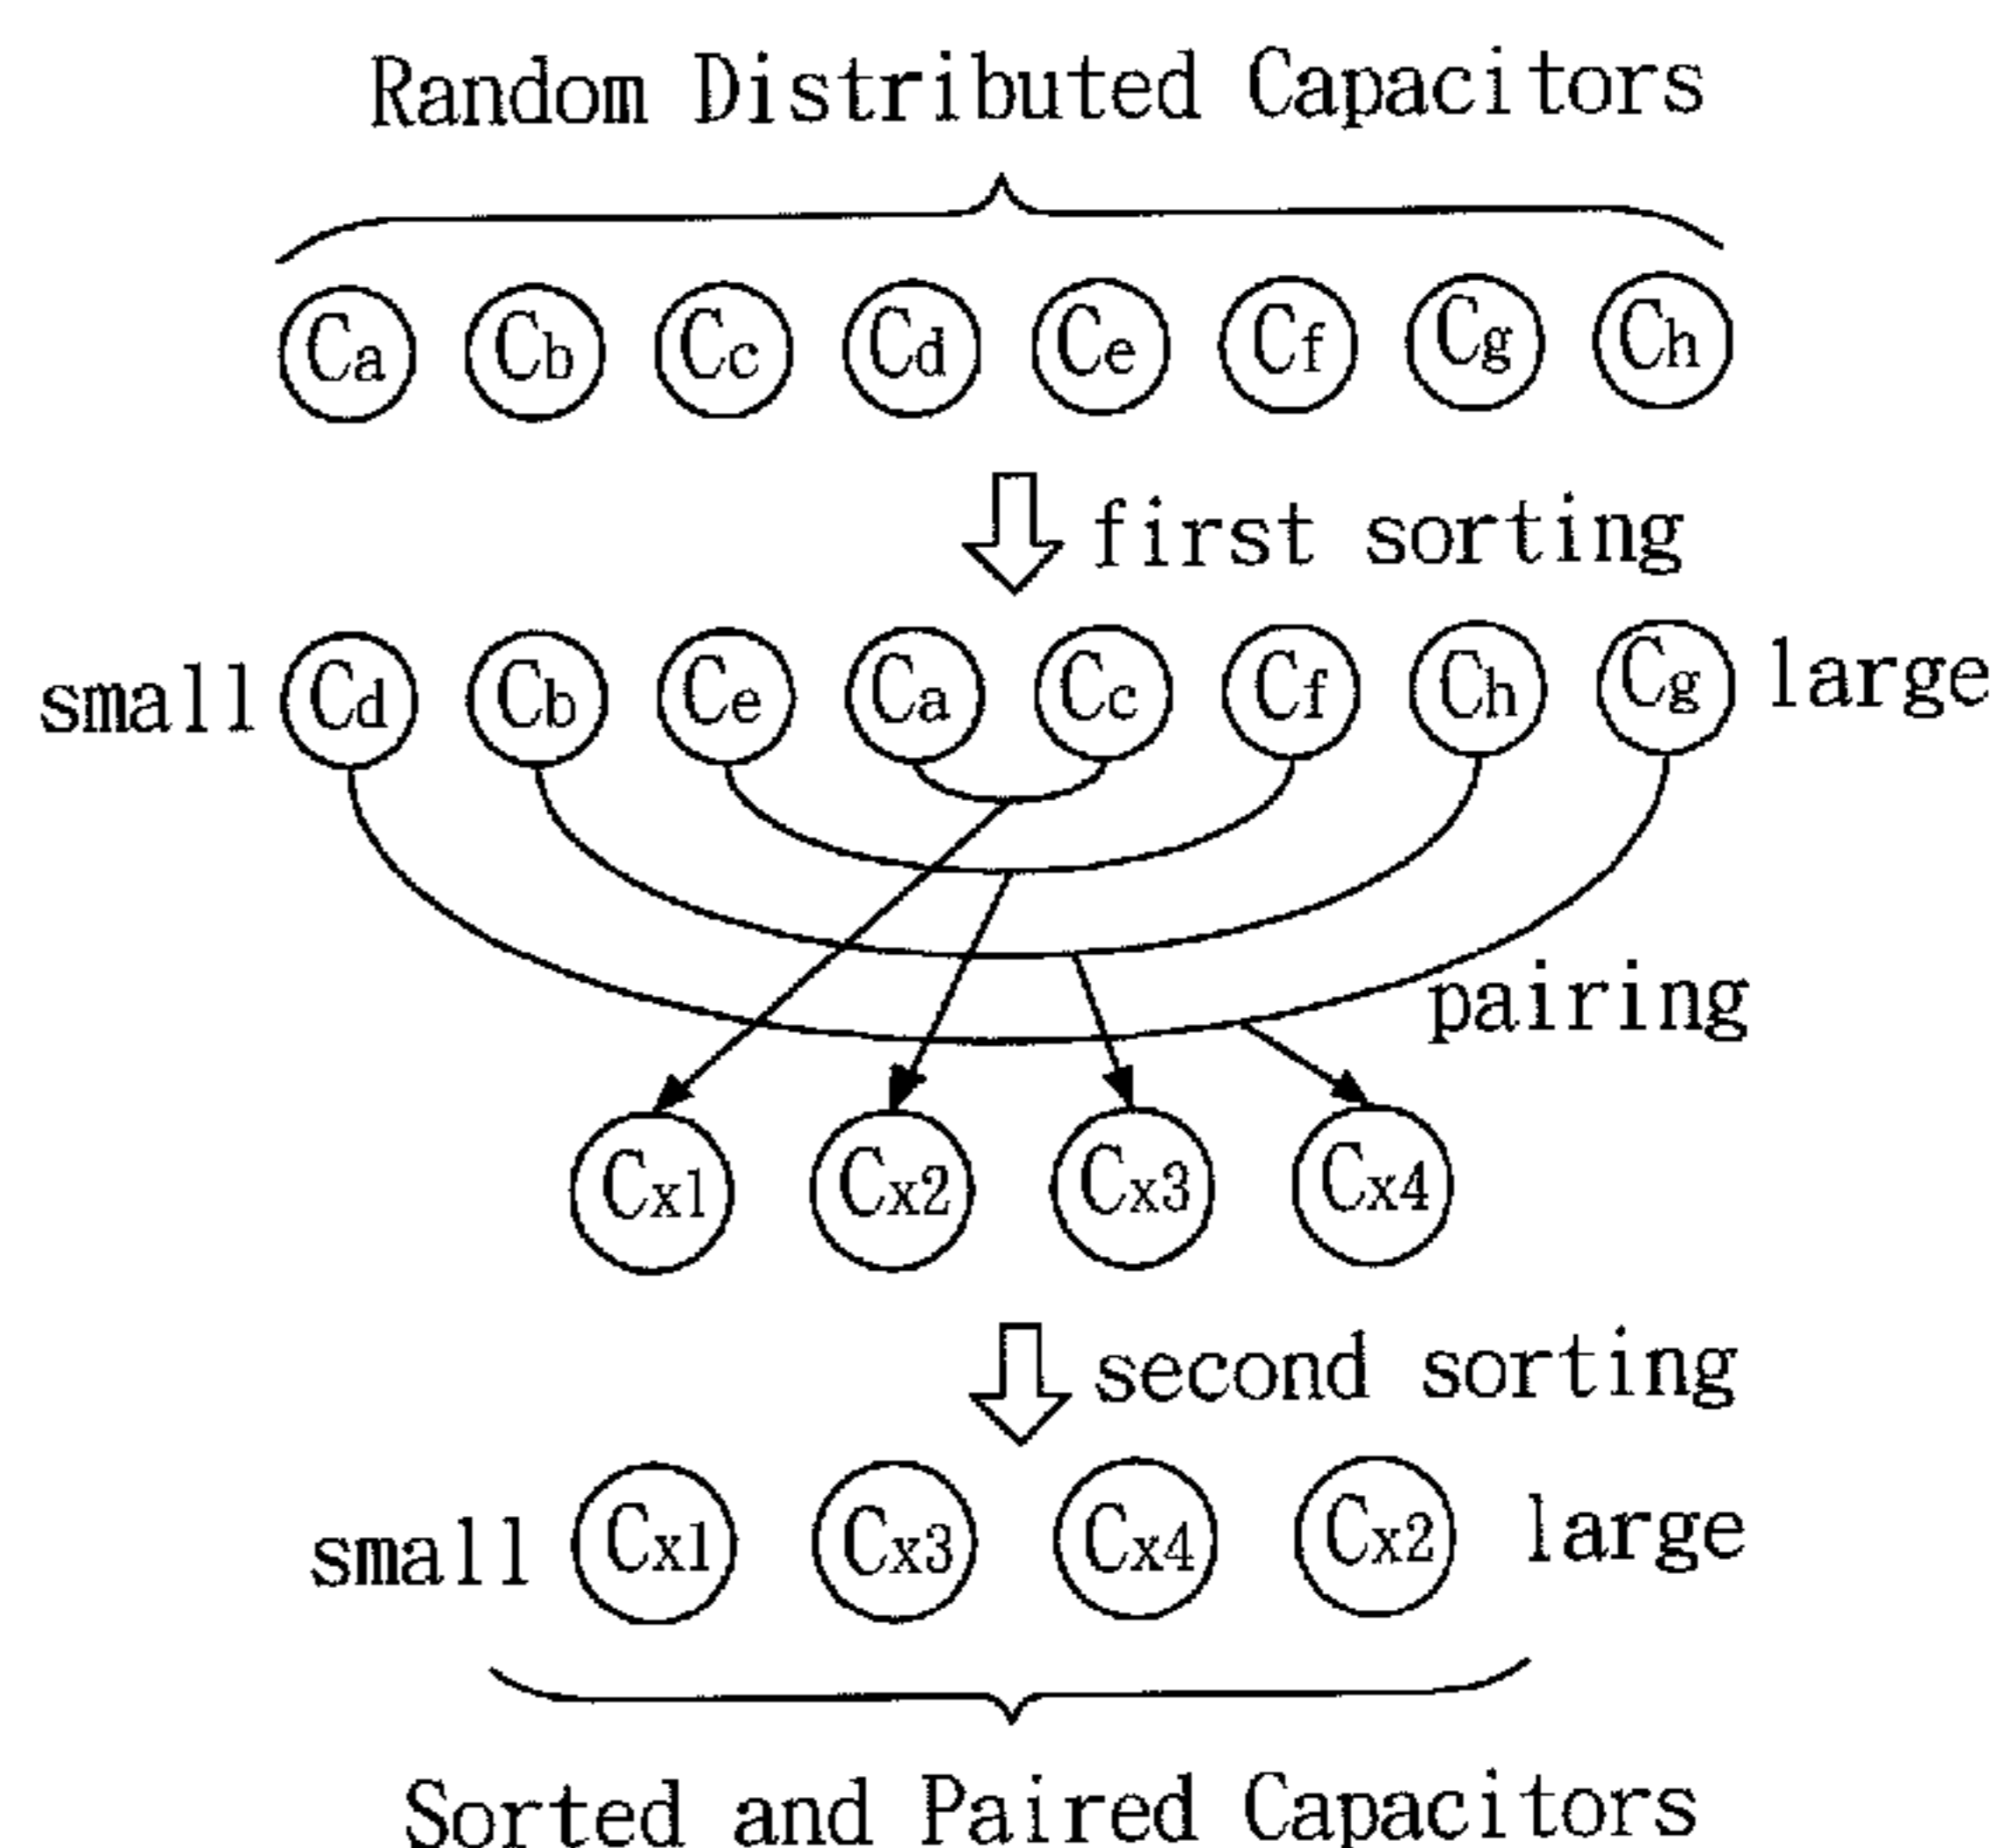 Random Distributed Capacitors
Ca Cb Cc Cd Ce Cf Cg Ch
first sorting
small Cd Cb Ce Ca Cc Cf Ch Cg large
pairing
Cx1 Cx2 Cx3 Cx4
second sorting
small Cx1 Cx3 Cx4 Cx2 large
Sorted and Paired Capacitors